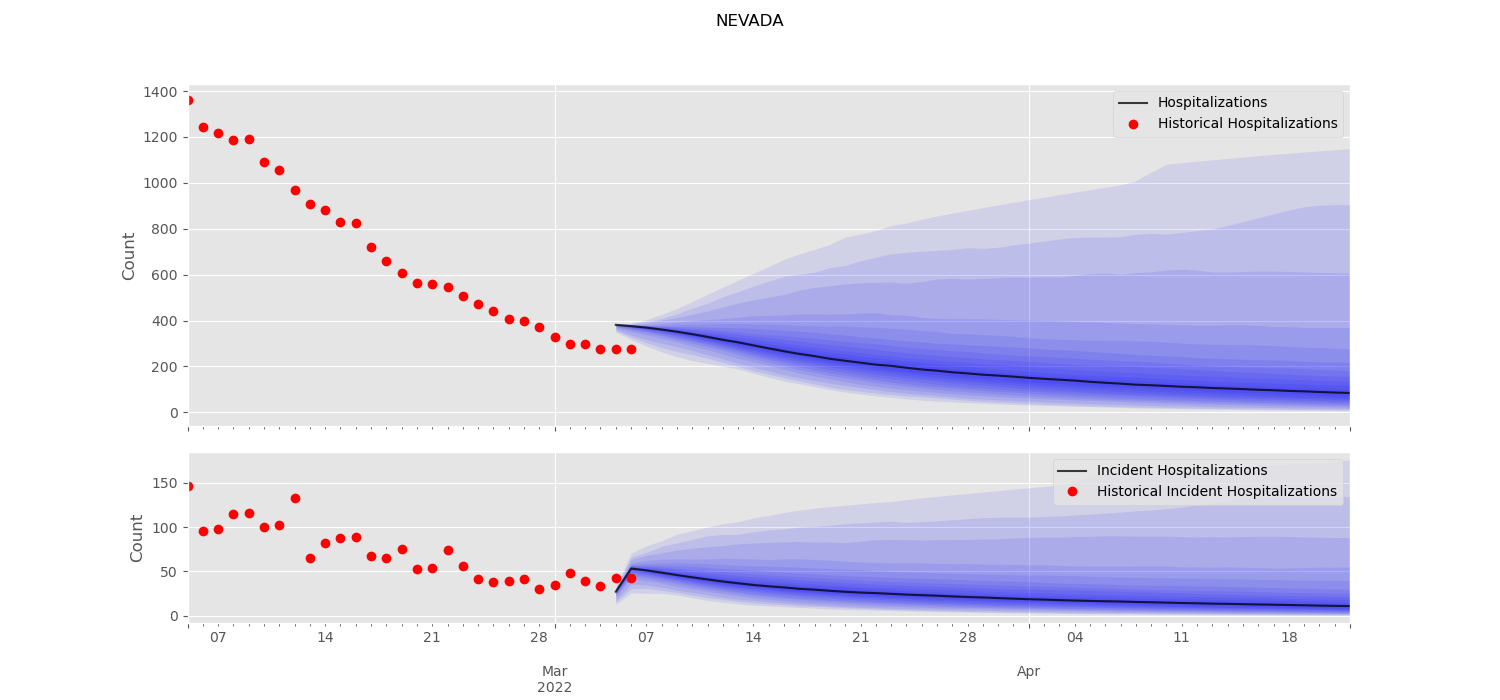 NEVADA
1400
1200
1000
800
600
400
200
0
Count
Hospitalizations
Historical Hospitalizations
150
100
50
0
Count
Incident Hospitalizations
Historical Incident Hospitalizations
07 14 21 28 07 14 21 28 04 11 18
Mar Apr
2022